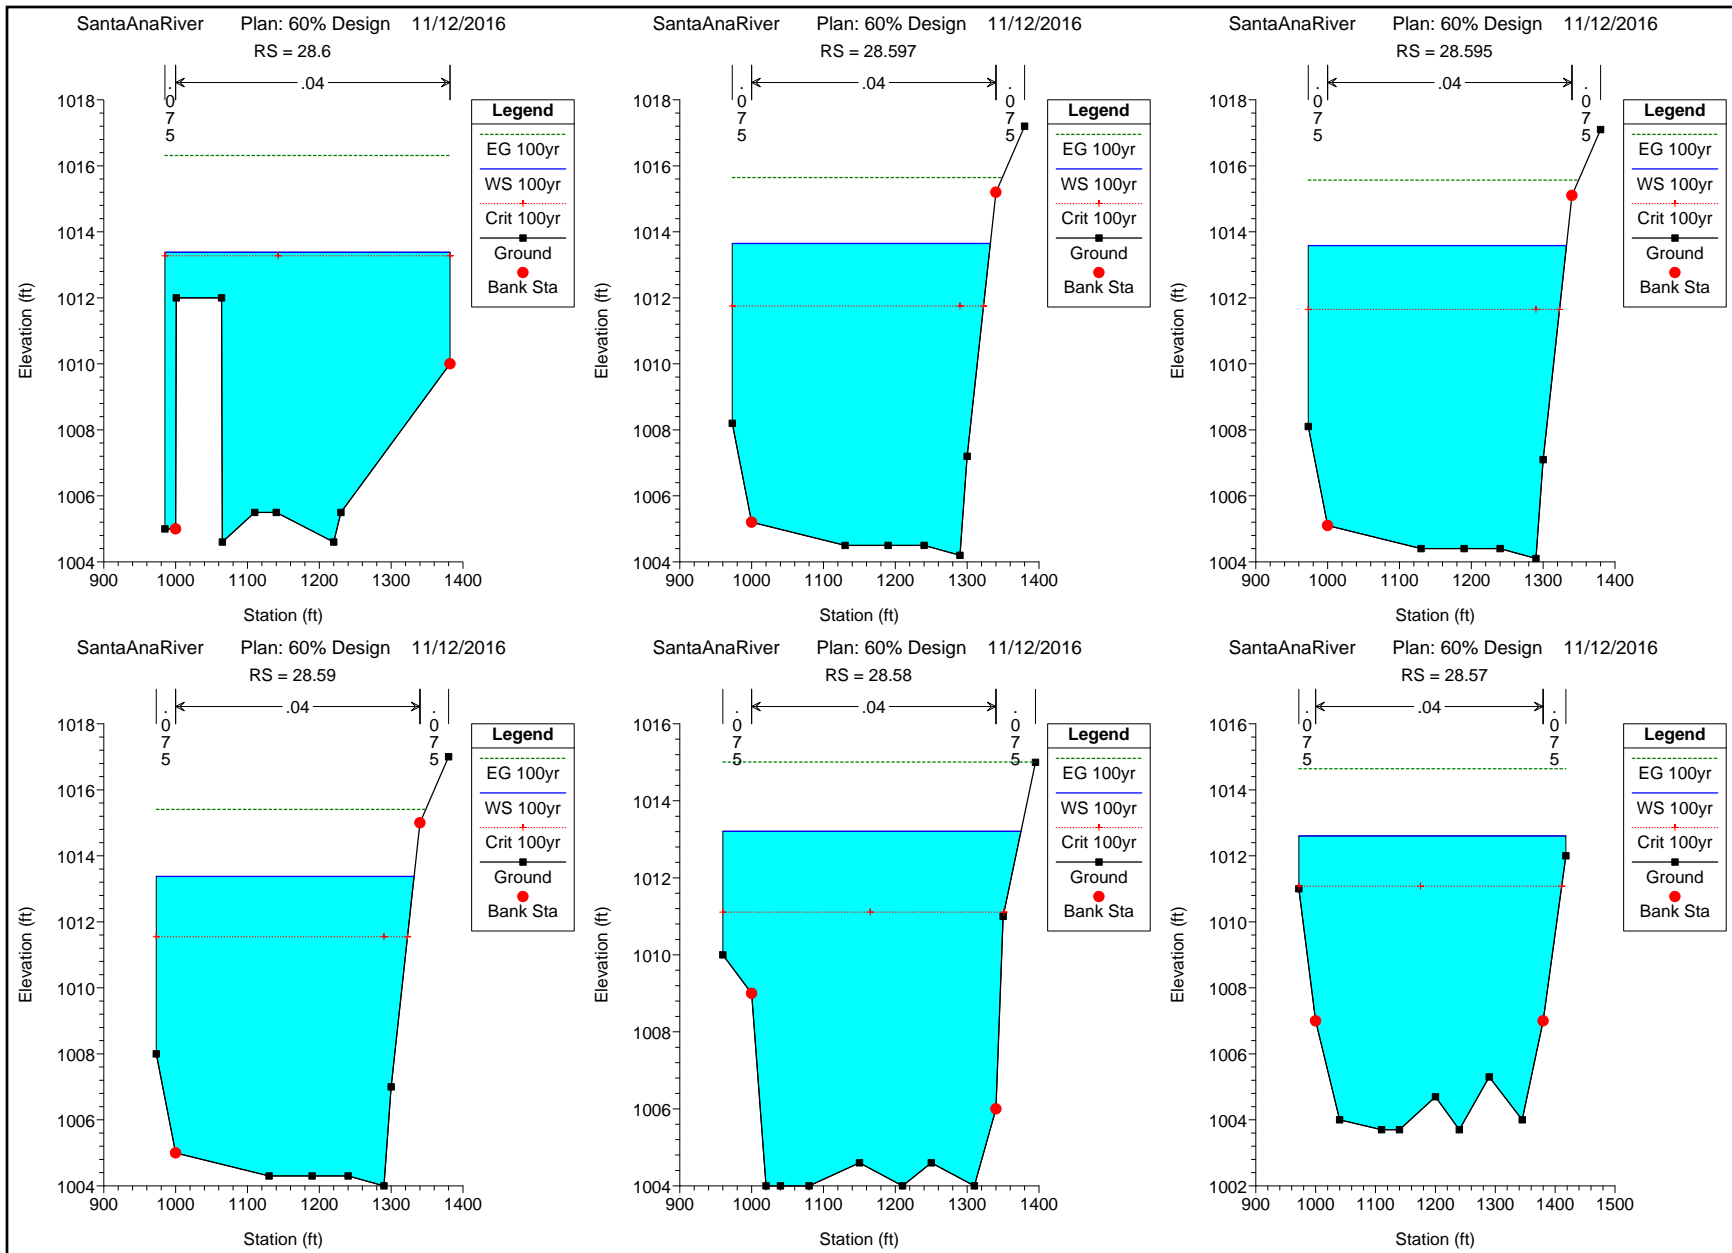 SantaAnaRiver Plan: 60% Design 11/12/2016
RS = 28.6
.04
.075
Legend
EG 100yr
WS 100yr
Crit 100yr
Ground
Bank Sta
1018
1016
1014
1012
1010
1008
1006
1004
Elevation (ft)
900 1000 1100 1200 1300 1400
Station (ft)
SantaAnaRiver Plan: 60% Design 11/12/2016
RS = 28.597
.04
.075
.075
Legend
EG 100yr
WS 100yr
Crit 100yr
Ground
Bank Sta
1018
1016
1014
1012
1010
1008
1006
1004
Elevation (ft)
900 1000 1100 1200 1300 1400
Station (ft)
SantaAnaRiver Plan: 60% Design 11/12/2016
RS = 28.595
.04
.075
.075
Legend
EG 100yr
WS 100yr
Crit 100yr
Ground
Bank Sta
1018
1016
1014
1012
1010
1008
1006
1004
Elevation (ft)
900 1000 1100 1200 1300 1400
Station (ft)
SantaAnaRiver Plan: 60% Design 11/12/2016
RS = 28.59
.04
.075
.075
Legend
EG 100yr
WS 100yr
Crit 100yr
Ground
Bank Sta
1018
1016
1014
1012
1010
1008
1006
1004
Elevation (ft)
900 1000 1100 1200 1300 1400
Station (ft)
SantaAnaRiver Plan: 60% Design 11/12/2016
RS = 28.58
.04
.075
.075
Legend
EG 100yr
WS 100yr
Crit 100yr
Ground
Bank Sta
1016
1014
1012
1010
1008
1006
1004
Elevation (ft)
900 1000 1100 1200 1300 1400
Station (ft)
SantaAnaRiver Plan: 60% Design 11/12/2016
RS = 28.57
.04
.075
.075
Legend
EG 100yr
WS 100yr
Crit 100yr
Ground
Bank Sta
1016
1014
1012
1010
1008
1006
1004
1002
Elevation (ft)
900 1000 1100 1200 1300 1400 1500
Station (ft)